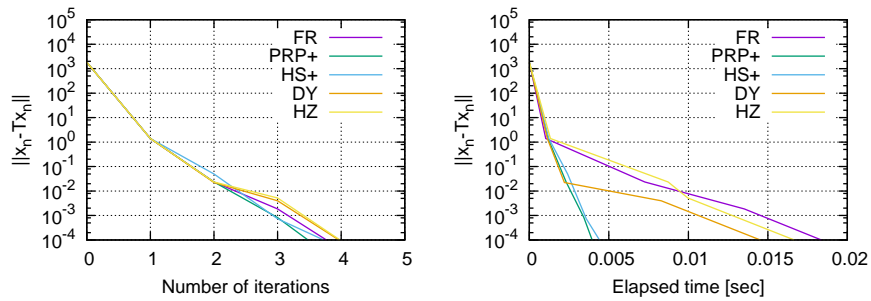 10^5
10^4
10^3
10^2
10^1
10^0
10^-1
10^-2
10^-3
10^-4
||x_n-Tx_n||
FR
PRP+
HS+
DY
HZ
0 1 2 3 4 5
Number of iterations
10^5
10^4
10^3
10^2
10^1
10^0
10^-1
10^-2
10^-3
10^-4
||x_n-Tx_n||
FR
PRP+
HS+
DY
HZ
0 0.005 0.01 0.015 0.02
Elapsed time [sec]